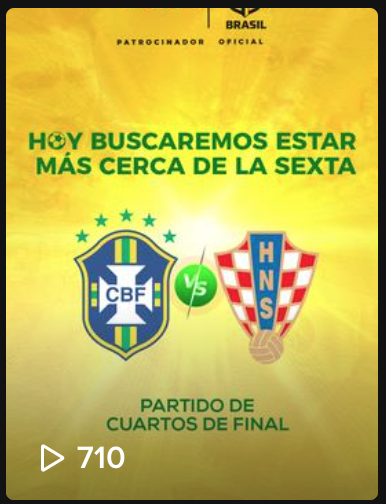 BRASIL
PATROCINADOR OFICIAL
HOY BUSCAREMOS ESTAR
MÁS CERCA DE LA SEXTA
CBF
VS
HNS
PARTIDO DE
CUARTOS DE FINAL
710